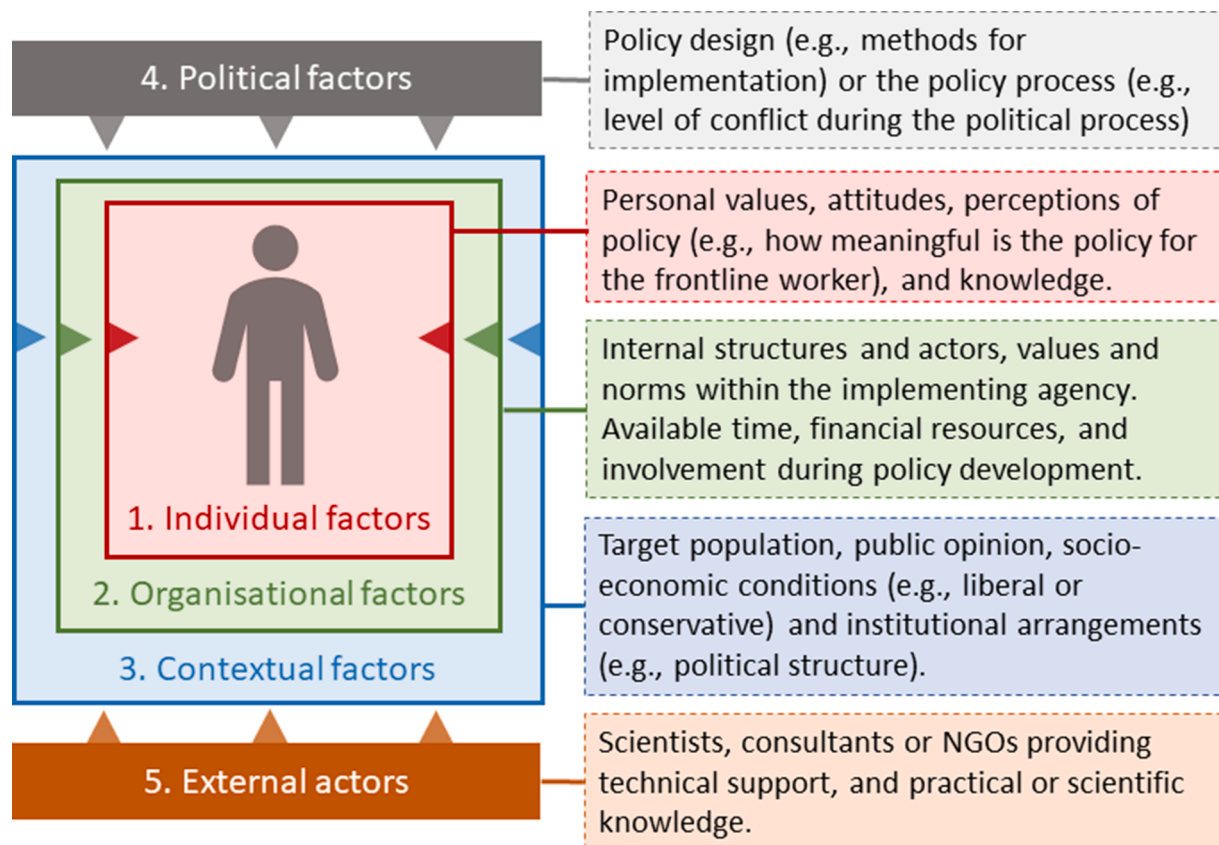 4. Political factors
Policy design (e.g., methods for
implementation) or the policy process (e.g.,
level of conflict during the political process)
Personal values, attitudes, perceptions of
policy (e.g., how meaningful is the policy for
the frontline worker), and knowledge.
1. Individual factors
Internal structures and actors, values and
norms within the implementing agency.
Available time, financial resources, and
involvement during policy development.
2. Organisational factors
Target population, public opinion, socio-
economic conditions (e.g., liberal or
conservative) and institutional arrangements
(e.g., political structure).
3. Contextual factors
5. External actors
Scientists, consultants or NGOs providing
technical support, and practical or scientific
knowledge.